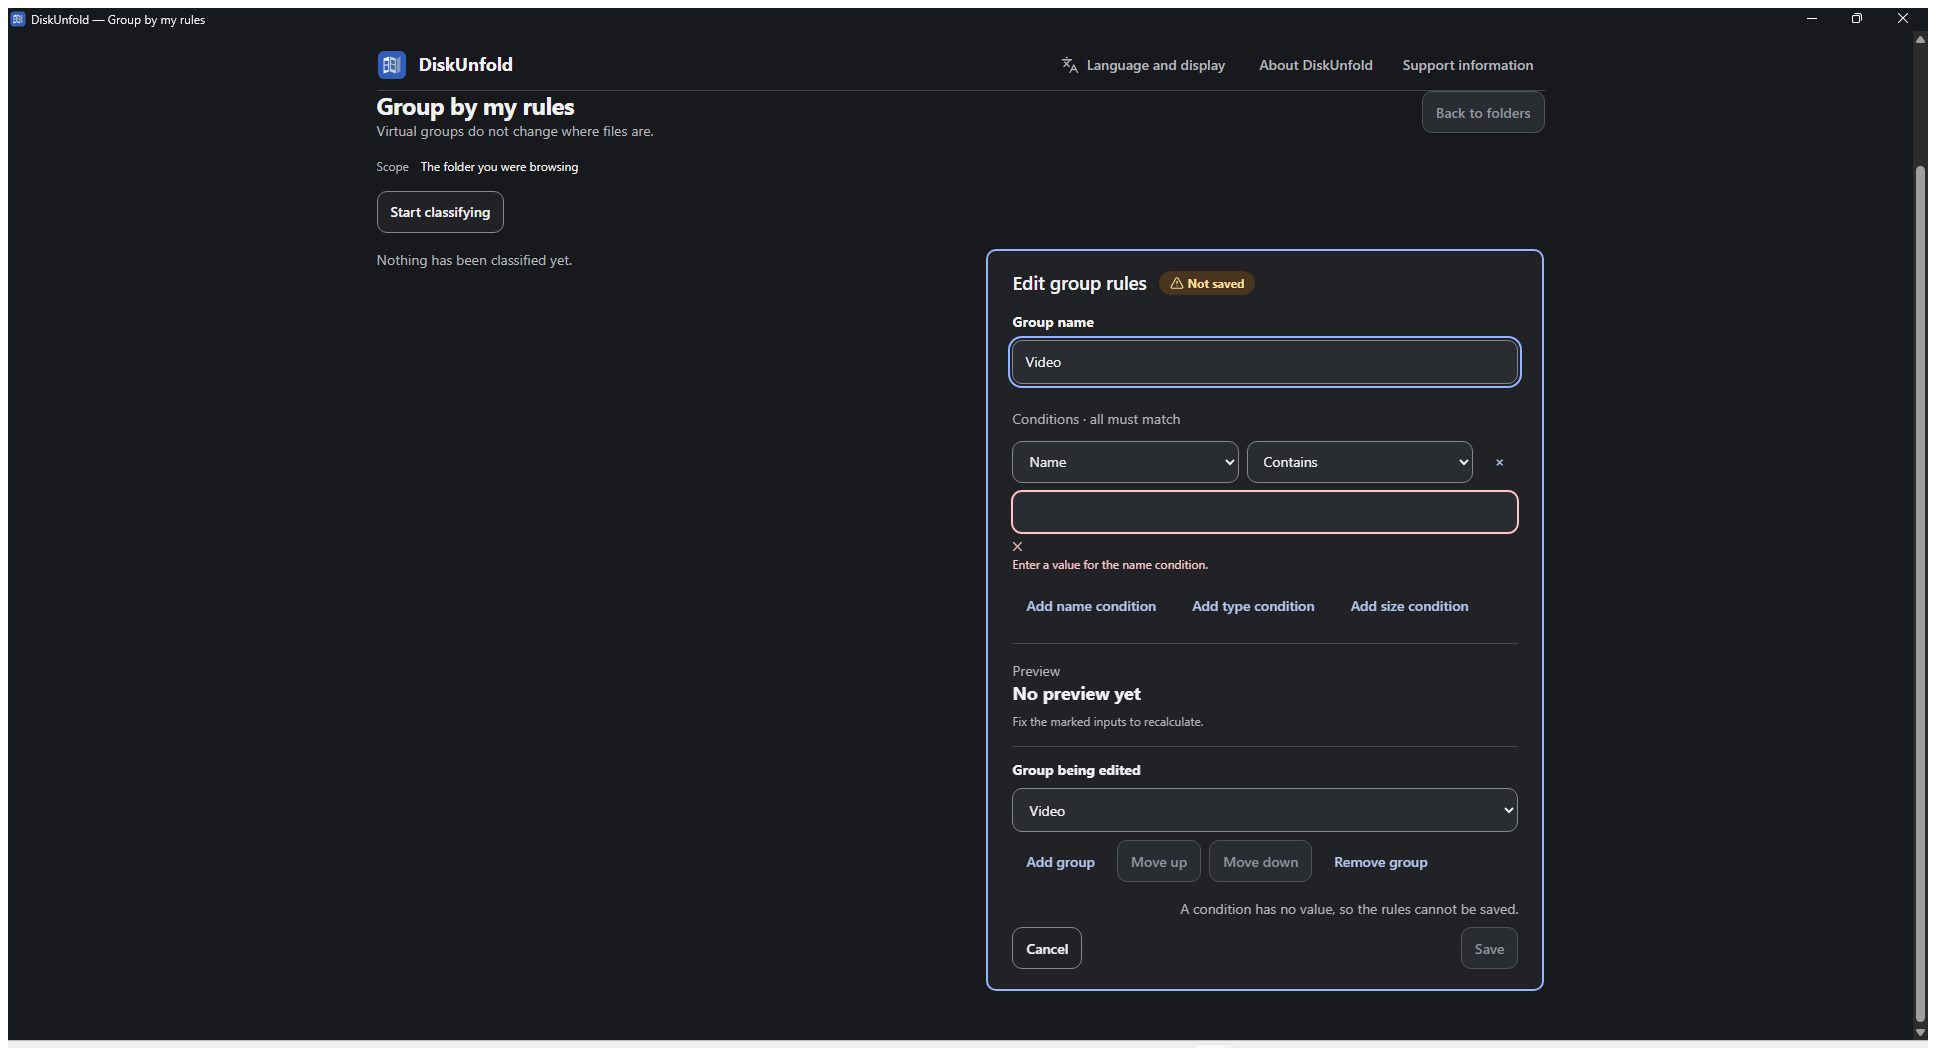 DiskUnfold — Group by my rules
DiskUnfold
Language and display
About DiskUnfold
Support information
Group by my rules
Back to folders
Virtual groups do not change where files are.
Scope The folder you were browsing
Start classifying
Nothing has been classified yet.
Edit group rules
Not saved
Group name
Video
Conditions · all must match
Name
Contains
Enter a value for the name condition.
Add name condition
Add type condition
Add size condition
Preview
No preview yet
Fix the marked inputs to recalculate.
Group being edited
Video
Add group
Move up
Move down
Remove group
A condition has no value, so the rules cannot be saved.
Cancel
Save